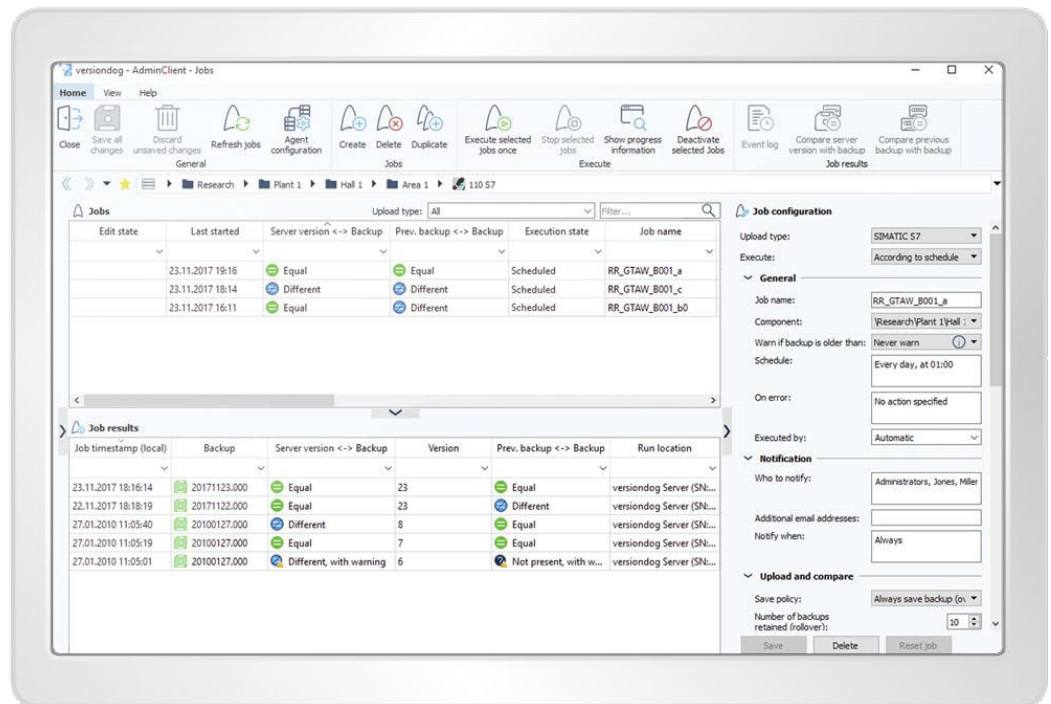 versiondog - AdminClient - Jobs
Home View Help
Close
Save all changes
Discard unsaved changes
Refresh jobs
General
Agent configuration
Create
Delete
Duplicate
Jobs
Execute selected jobs once
Stop selected jobs
Show progress information
Deactivate selected Jobs
Execute
Event log
Compare server version with backup
Compare previous backup with backup
Job results
Research Plant 1 Hall 1 Area 1 110 S7
Jobs Upload type: All Filter...
Edit state Last started Server version <-> Backup Prev. backup <-> Backup Execution state Job name
23.11.2017 19:16 Equal Equal Scheduled RR_GTAW_B001_a
23.11.2017 18:14 Different Different Scheduled RR_GTAW_B001_c
23.11.2017 16:11 Equal Different Scheduled RR_GTAW_B001_b0
Job results
Job timestamp (local) Backup Server version <-> Backup Version Prev. backup <-> Backup Run location
23.11.2017 18:16:14 20171123.000 Equal 23 Equal versiondog Server (SN:...
22.11.2017 18:18:19 20171122.000 Equal 23 Different versiondog Server (SN:...
27.01.2010 11:05:40 20100127.000 Different 8 Equal versiondog Server (SN:...
27.01.2010 11:05:19 20100127.000 Equal 7 Equal versiondog Server (SN:...
27.01.2010 11:05:01 20100127.000 Different, with warning 6 Not present, with w... versiondog Server (SN:...
Job configuration
Upload type: SIMATIC S7
Execute: According to schedule
General
Job name: RR_GTAW_B001_a
Component: \Research\Plant 1\Hall
Warn if backup is older than: Never warn
Schedule: Every day, at 01:00
On error: No action specified
Executed by: Automatic
Notification
Who to notify: Administrators, Jones, Miller
Additional email addresses:
Notify when: Always
Upload and compare
Save policy: Always save backup (ov
Number of backups
retained (rollover): 10
Save Delete Reset job